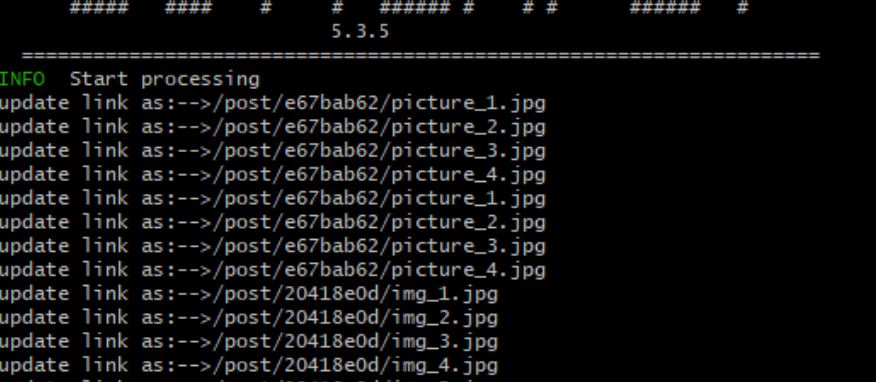 ##### #### # # ###### # # # ###### #
5.3.5
===================================================================
INFO Start processing
update link as:-->/post/e67bab62/picture_1.jpg
update link as:-->/post/e67bab62/picture_2.jpg
update link as:-->/post/e67bab62/picture_3.jpg
update link as:-->/post/e67bab62/picture_4.jpg
update link as:-->/post/e67bab62/picture_1.jpg
update link as:-->/post/e67bab62/picture_2.jpg
update link as:-->/post/e67bab62/picture_3.jpg
update link as:-->/post/e67bab62/picture_4.jpg
update link as:-->/post/20418e0d/img_1.jpg
update link as:-->/post/20418e0d/img_2.jpg
update link as:-->/post/20418e0d/img_3.jpg
update link as:-->/post/20418e0d/img_4.jpg